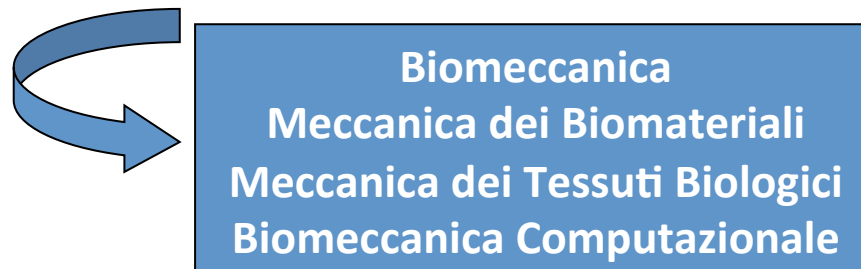 Biomeccanica
Meccanica dei Biomateriali
Meccanica dei Tessuti Biologici
Biomeccanica Computazionale